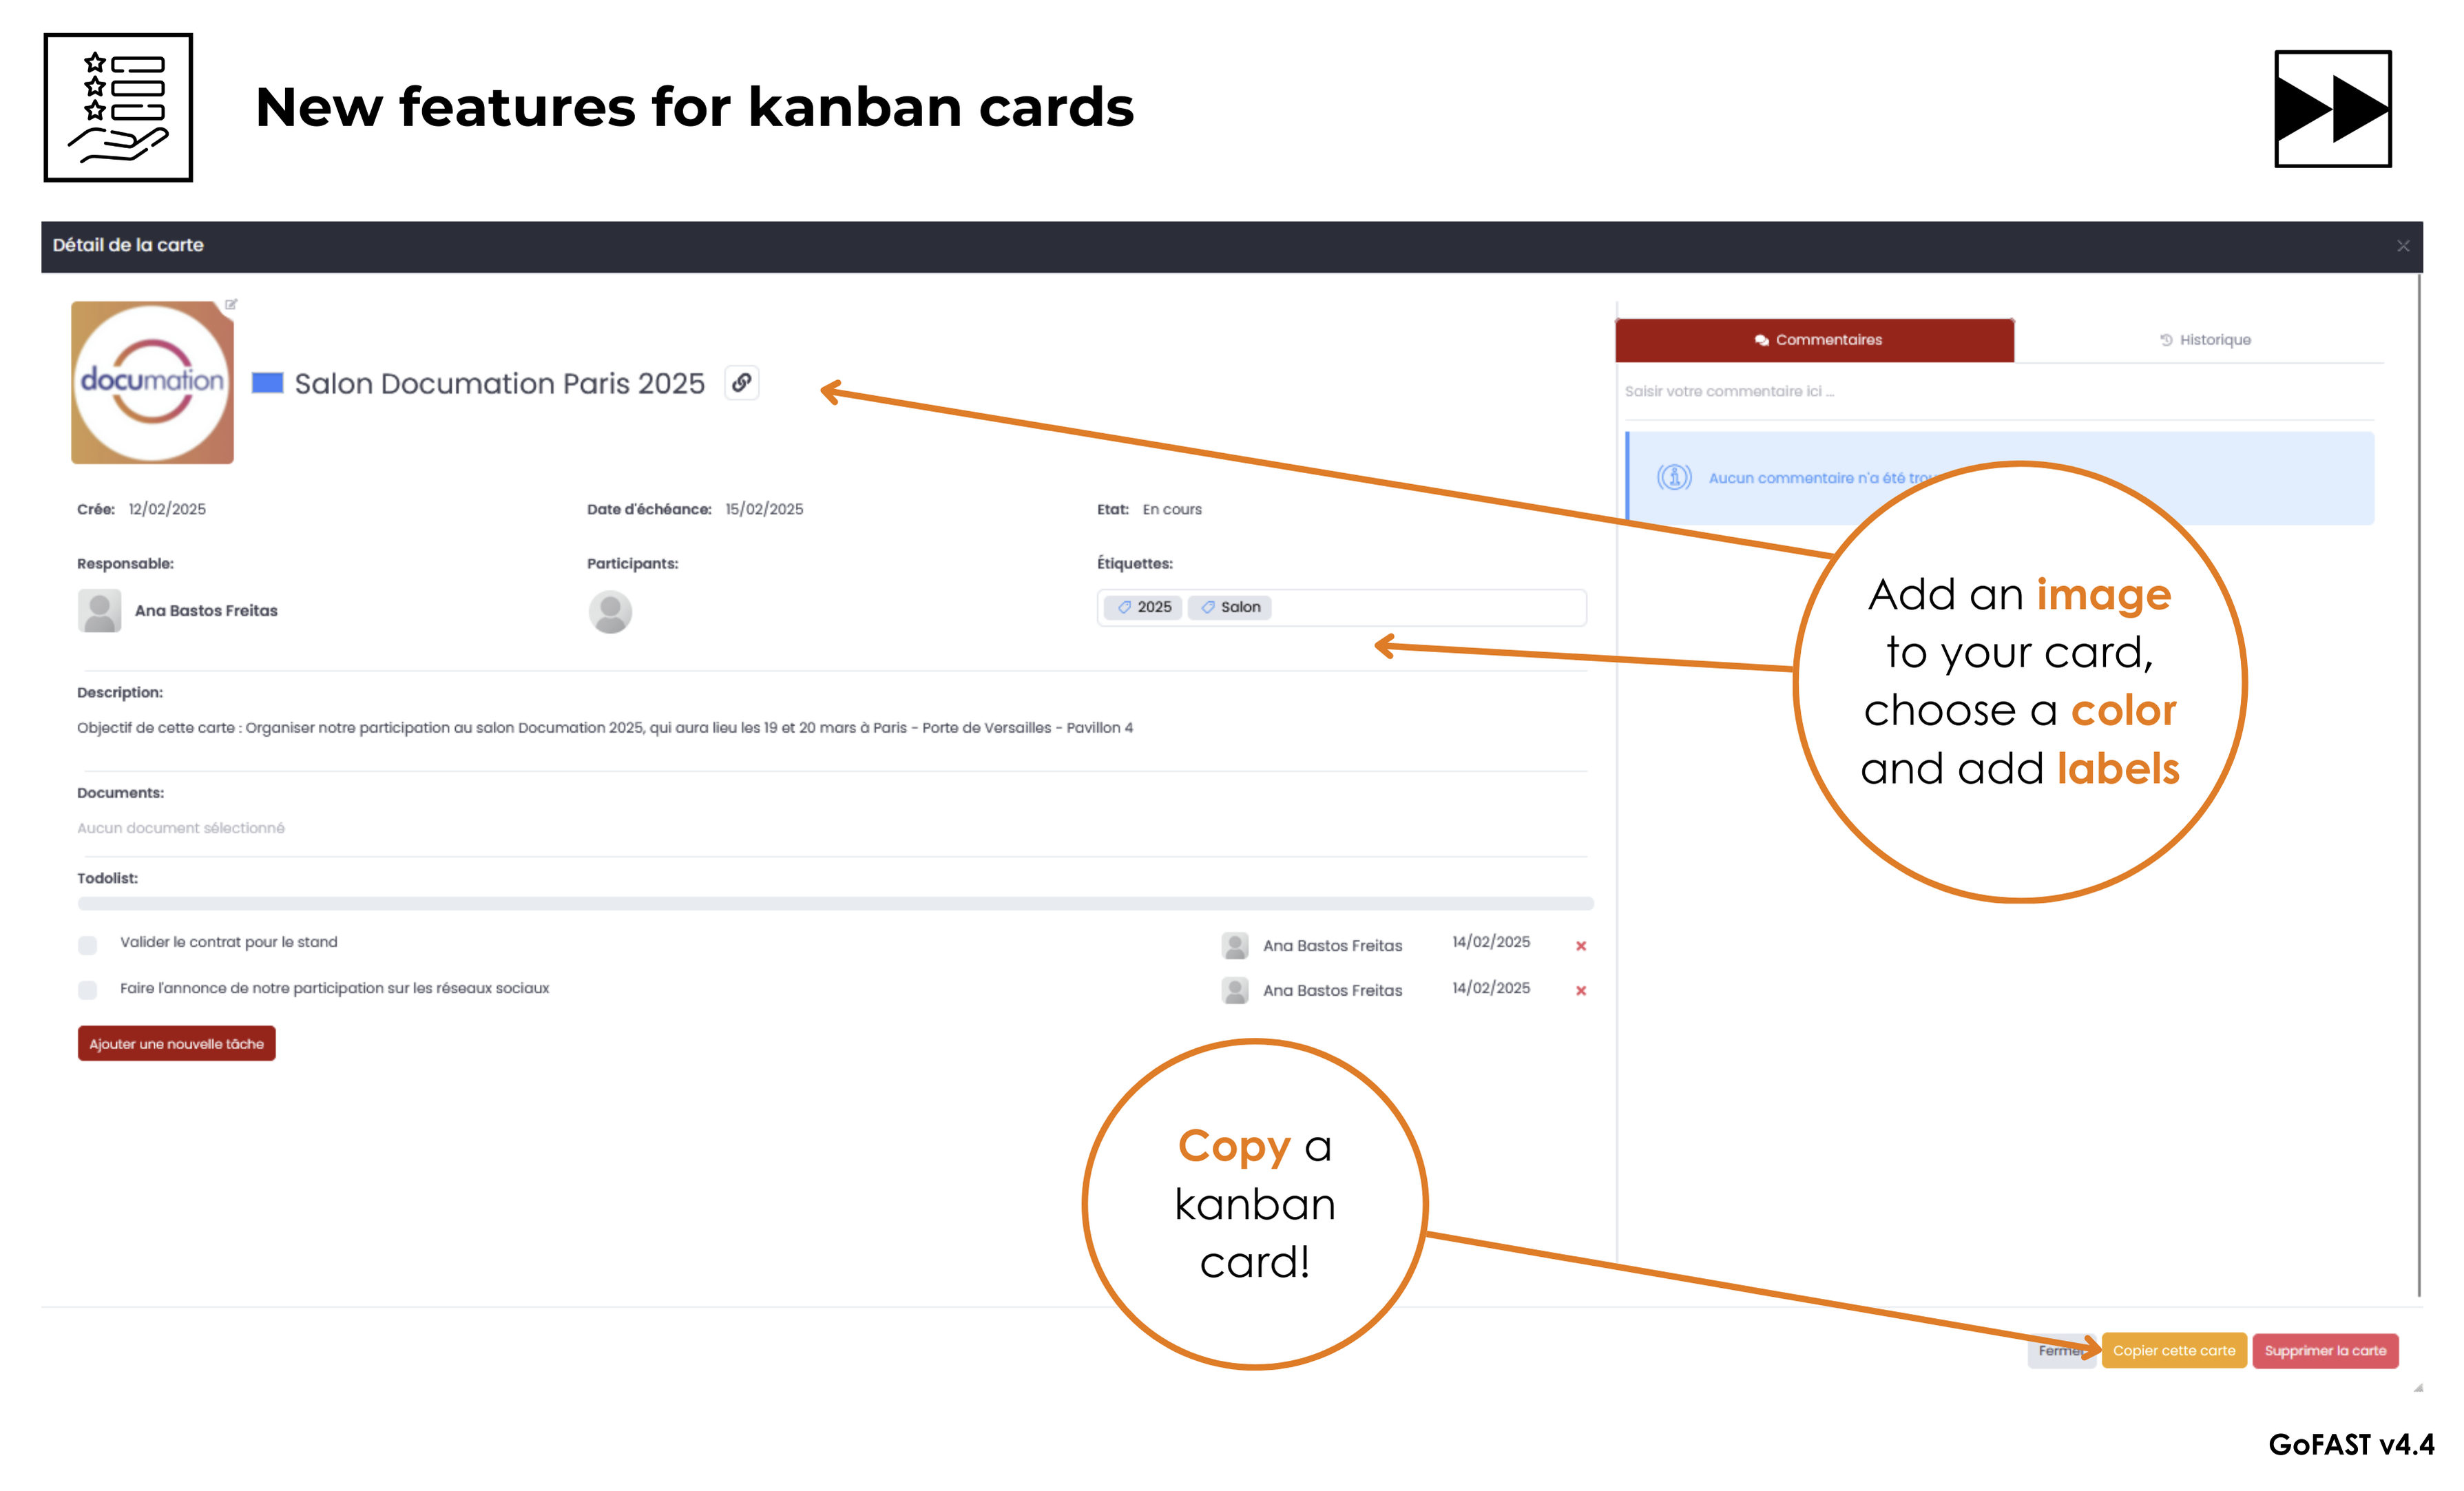 New features for kanban cards
Détail de la carte
documation
Salon Documation Paris 2025
Crée: 12/02/2025
Date d'échéance: 15/02/2025
Etat: En cours
Responsable:
Participants:
Étiquettes:
Ana Bastos Freitas
2025
Salon
Description:
Objectif de cette carte : Organiser notre participation au salon Documation 2025, qui aura lieu les 19 et 20 mars à Paris - Porte de Versailles - Pavillon 4
Documents:
Aucun document sélectionné
Todolist:
Valider le contrat pour le stand
Ana Bastos Freitas
14/02/2025
Faire l'annonce de notre participation sur les réseaux sociaux
Ana Bastos Freitas
14/02/2025
Ajouter une nouvelle tâche
Commentaires
Historique
Saisir votre commentaire ici ...
Aucun commentaire n'a été
Add an image
to your card,
choose a color
and add labels
Copy a
kanban
card!
Copier cette carte
Supprimer la carte
GoFAST v4.4